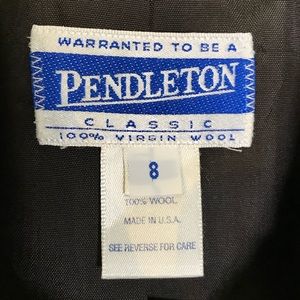 WARRANTED TO BE A
PENDLETON
CLASSIC
100% VIRGIN WOOL
8
100% WOOL
MADE IN U.S.A.
SEE REVERSE FOR CARE